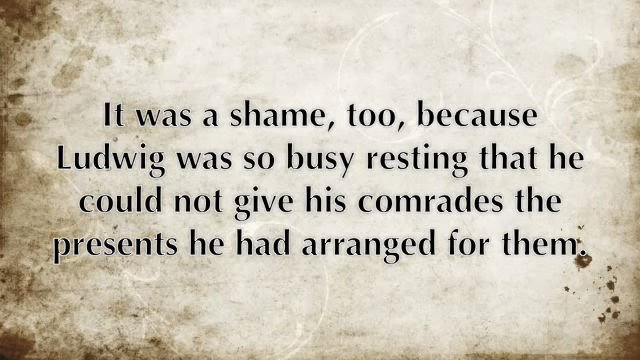 It was a shame, too, because
Ludwig was so busy resting that he
could not give his comrades the
presents he had arranged for them.